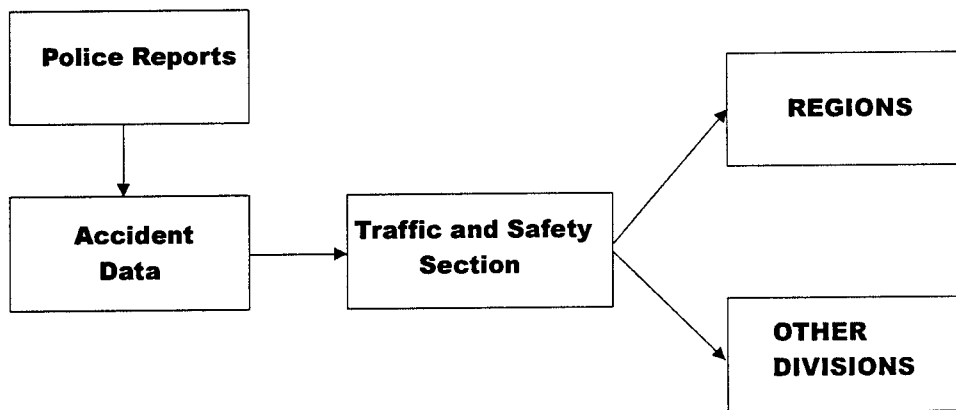 Police Reports
Accident
Data
Traffic and Safety
Section
REGIONS
OTHER
DIVISIONS